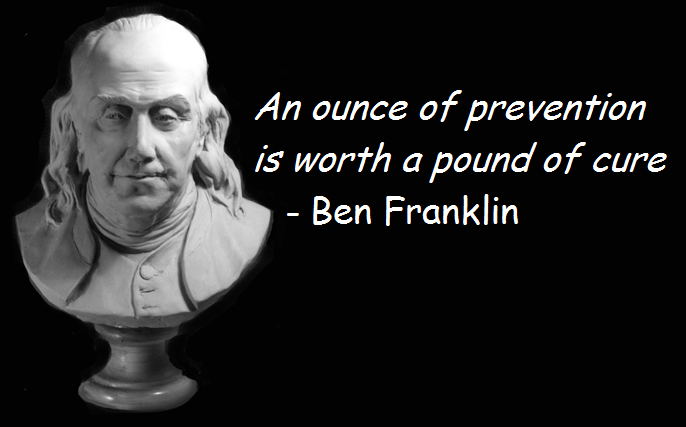 An ounce of prevention
is worth a pound of cure
- Ben Franklin